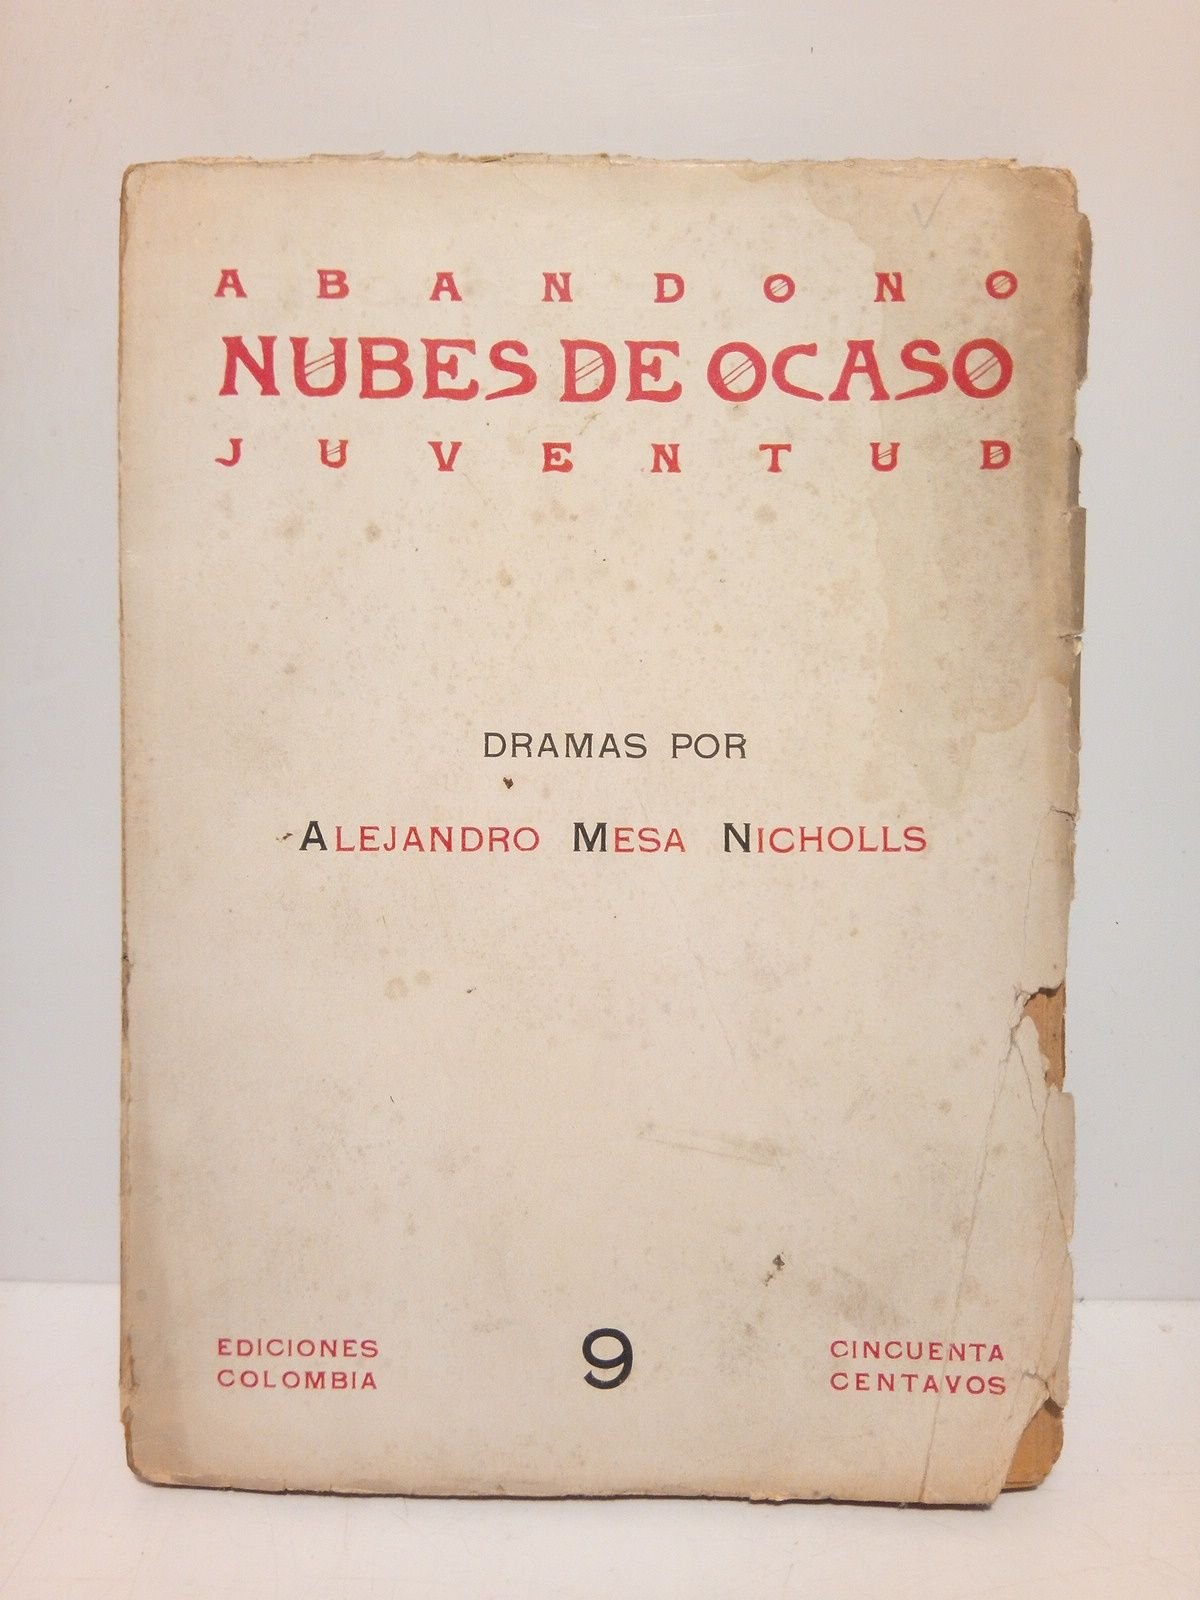 ABANDONO
NUBES DE OCASO
JUVENTUD
DRAMAS POR
ALEJANDRO MESA NICHOLLS
EDICIONES
COLOMBIA
9
CINCUENTA
CENTAVOS